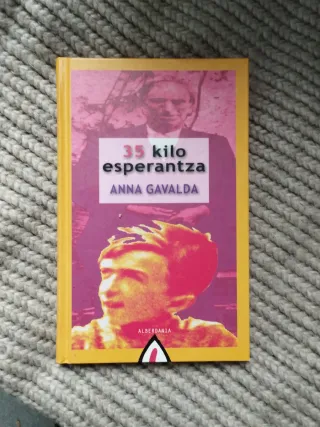 35 kilo
esperantza
ANNA GAVALDA
ALBERDANIA